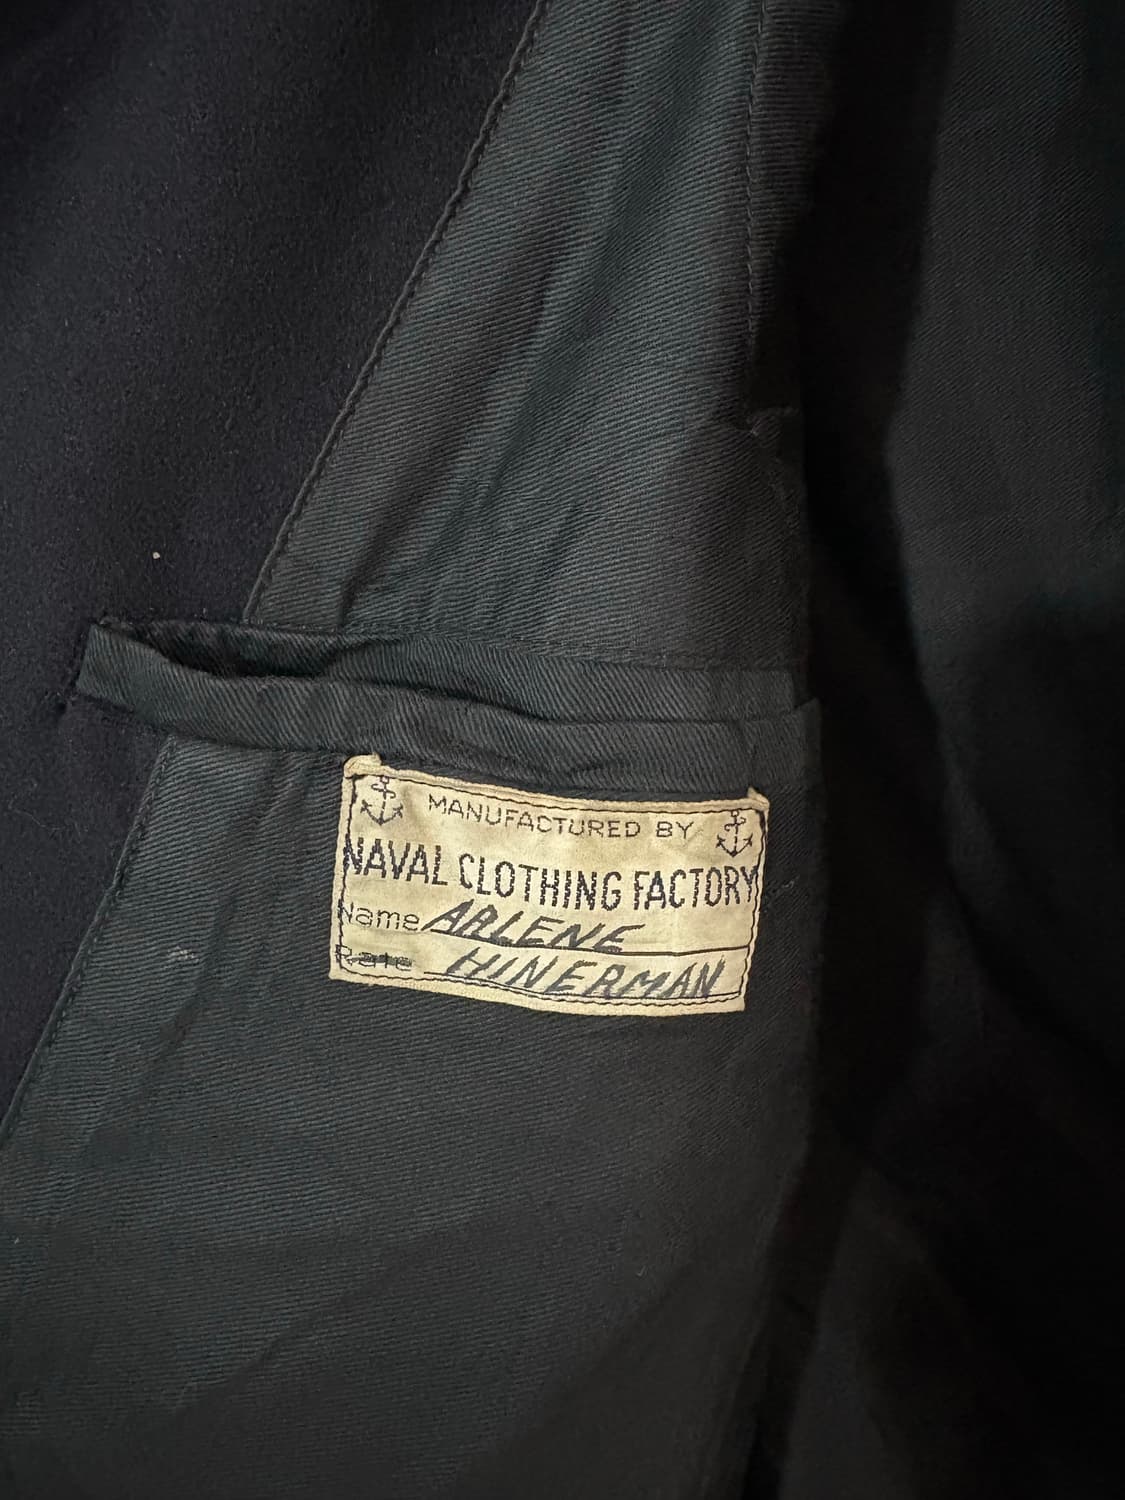 MANUFACTURED BY
NAVAL CLOTHING FACTORY
Name ARLENE
Rate HINERMAN